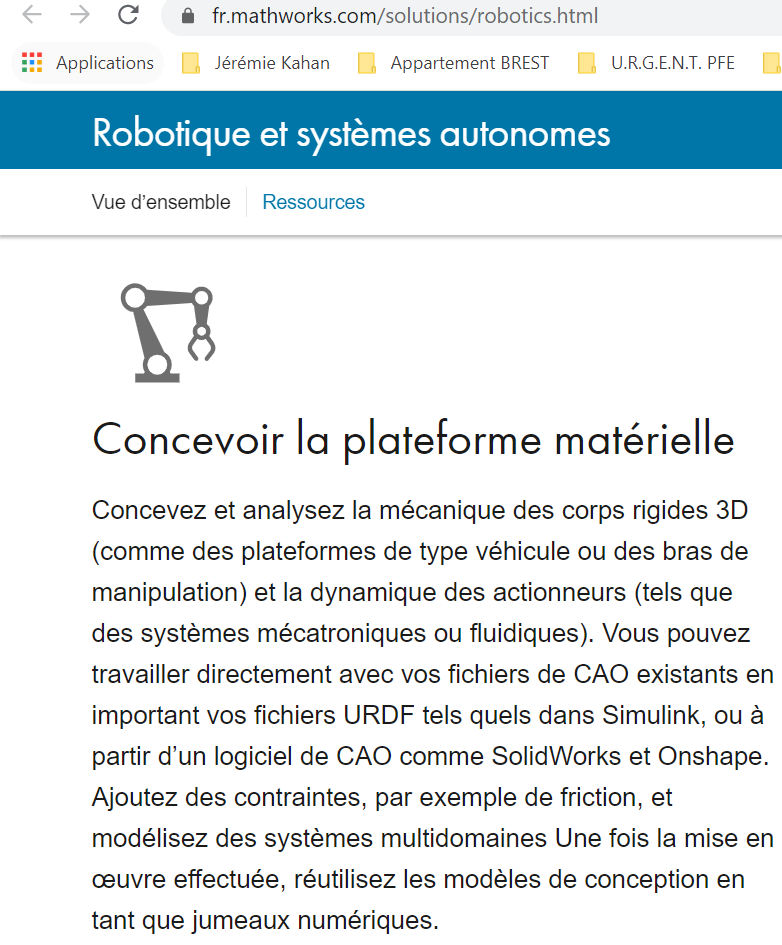 fr.mathworks.com/solutions/robotics.html
Applications Jérémie Kahan Appartement BREST U.R.G.E.N.T. PFE
Robotique et systèmes autonomes
Vue d’ensemble Ressources
Concevoir la plateforme matérielle
Concevez et analysez la mécanique des corps rigides 3D
(comme des plateformes de type véhicule ou des bras de
manipulation) et la dynamique des actionneurs (tels que
des systèmes mécatroniques ou fluidiques). Vous pouvez
travailler directement avec vos fichiers de CAO existants en
important vos fichiers URDF tels quels dans Simulink, ou à
partir d’un logiciel de CAO comme SolidWorks et Onshape.
Ajoutez des contraintes, par exemple de friction, et
modélisez des systèmes multidomaines Une fois la mise en
œuvre effectuée, réutilisez les modèles de conception en
tant que jumeaux numériques.